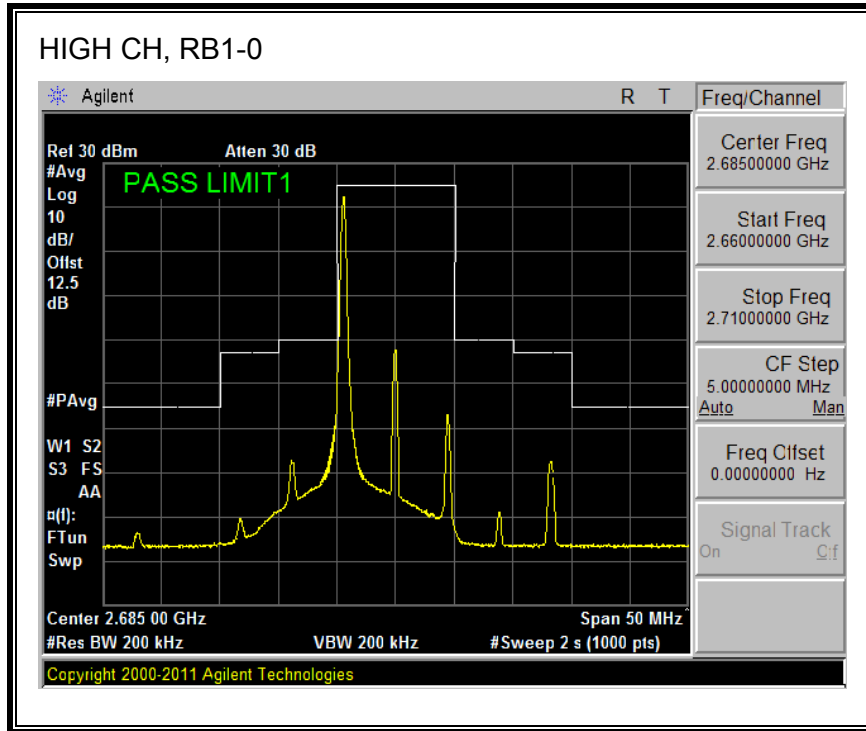 HIGH CH, RB1-0
Agilent R T
Freq/Channel
Ref 30 dBm Atten 30 dB
#Avg
Log
10
dB/
Offst
12.5
dB
PASS LIMIT1
#PAvg
W1 S2
S3 FS
AA
¤(f):
FTun
Swp
Center 2.685 00 GHz Span 50 MHz
#Res BW 200 kHz VBW 200 kHz #Sweep 2 s (1000 pts)
Copyright 2000-2011 Agilent Technologies
Center Freq
2.68500000 GHz
Start Freq
2.66000000 GHz
Stop Freq
2.71000000 GHz
CF Step
5.00000000 MHz
Auto Man
Freq Offset
0.00000000 Hz
Signal Track
On Off